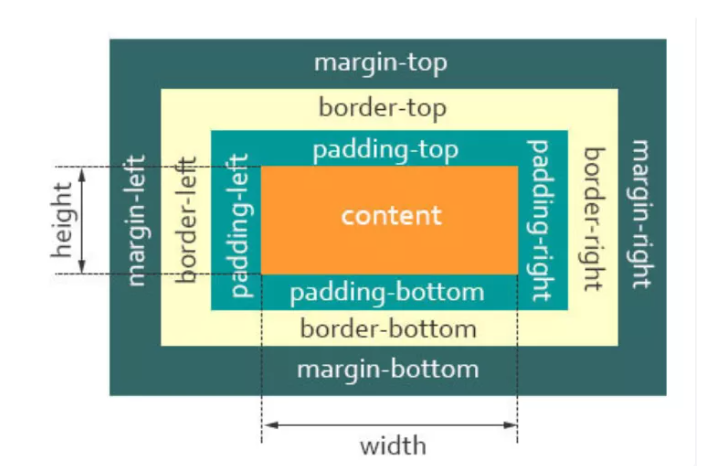 margin-top
border-top
padding-top
height
margin-left
border-left
padding-left
content
padding-right
border-right
margin-right
padding-bottom
border-bottom
margin-bottom
width